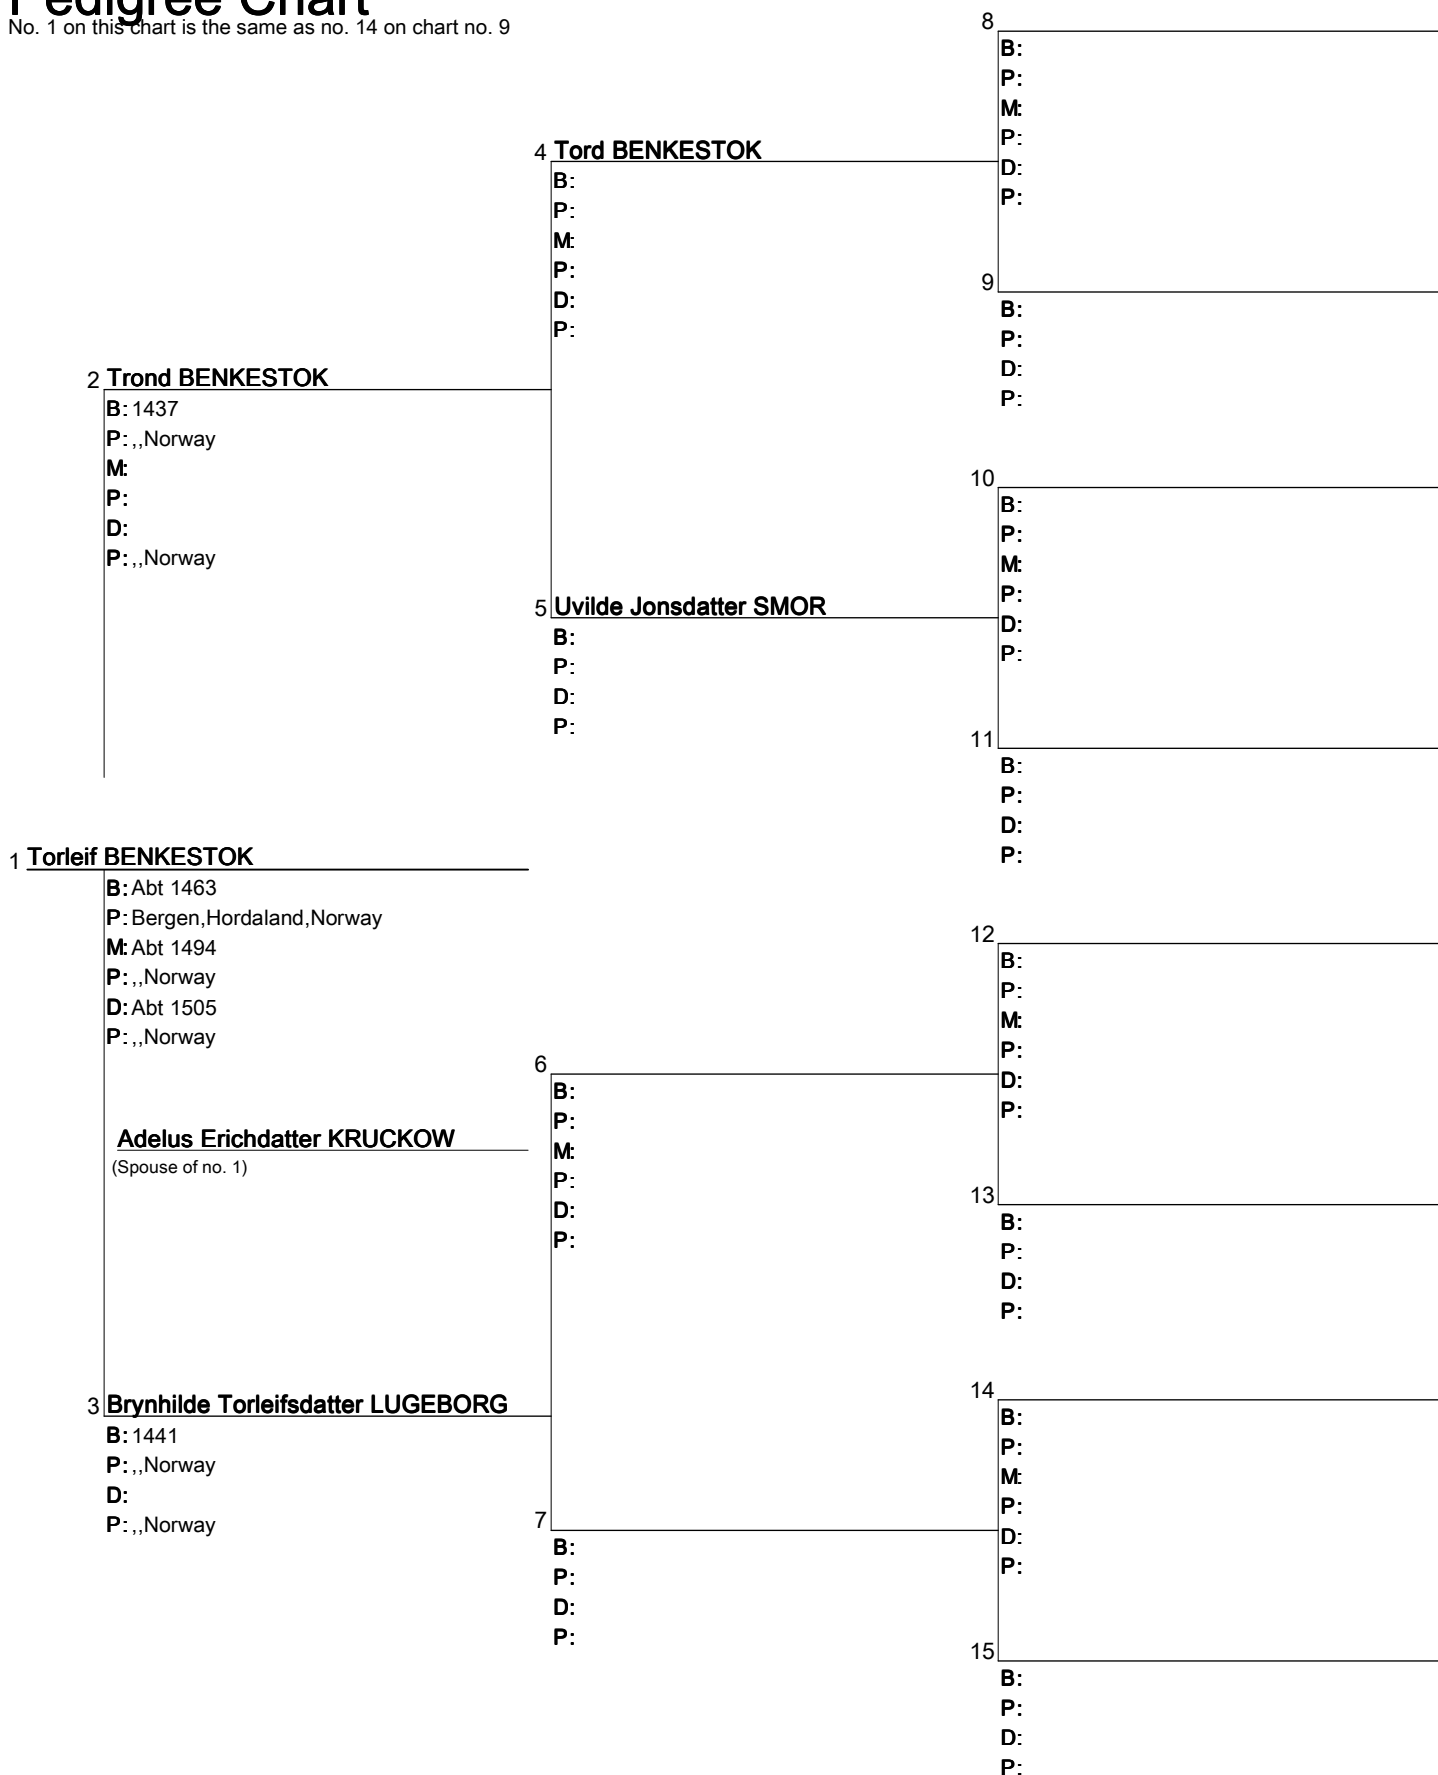 Pedigree Chart
No. 1 on this chart is the same as no. 14 on chart no. 9
8
B:
P:
M:
P:
D:
P:
4 Tord BENKESTOK
B:
P:
M:
P:
D:
P:
9
B:
P:
D:
P:
2 Trond BENKESTOK
B: 1437
P: ,,Norway
M:
P:
D:
P: ,,Norway
10
B:
P:
M:
P:
D:
P:
5 Uvilde Jonsdatter SMOR
B:
P:
D:
P:
11
B:
P:
D:
P:
1 Torleif BENKESTOK
B: Abt 1463
P: Bergen,Hordaland,Norway
M: Abt 1494
P: ,,Norway
D: Abt 1505
P: ,,Norway
12
B:
P:
M:
P:
D:
P:
6
B:
P:
M:
P:
D:
P:
Adelus Erichdatter KRUCKOW
(Spouse of no. 1)
13
B:
P:
D:
P:
3 Brynhilde Torleifsdatter LUGEBORG
B: 1441
P: ,,Norway
D:
P: ,,Norway
14
B:
P:
M:
P:
D:
P:
7
B:
P:
D:
P:
15
B:
P:
D:
P: